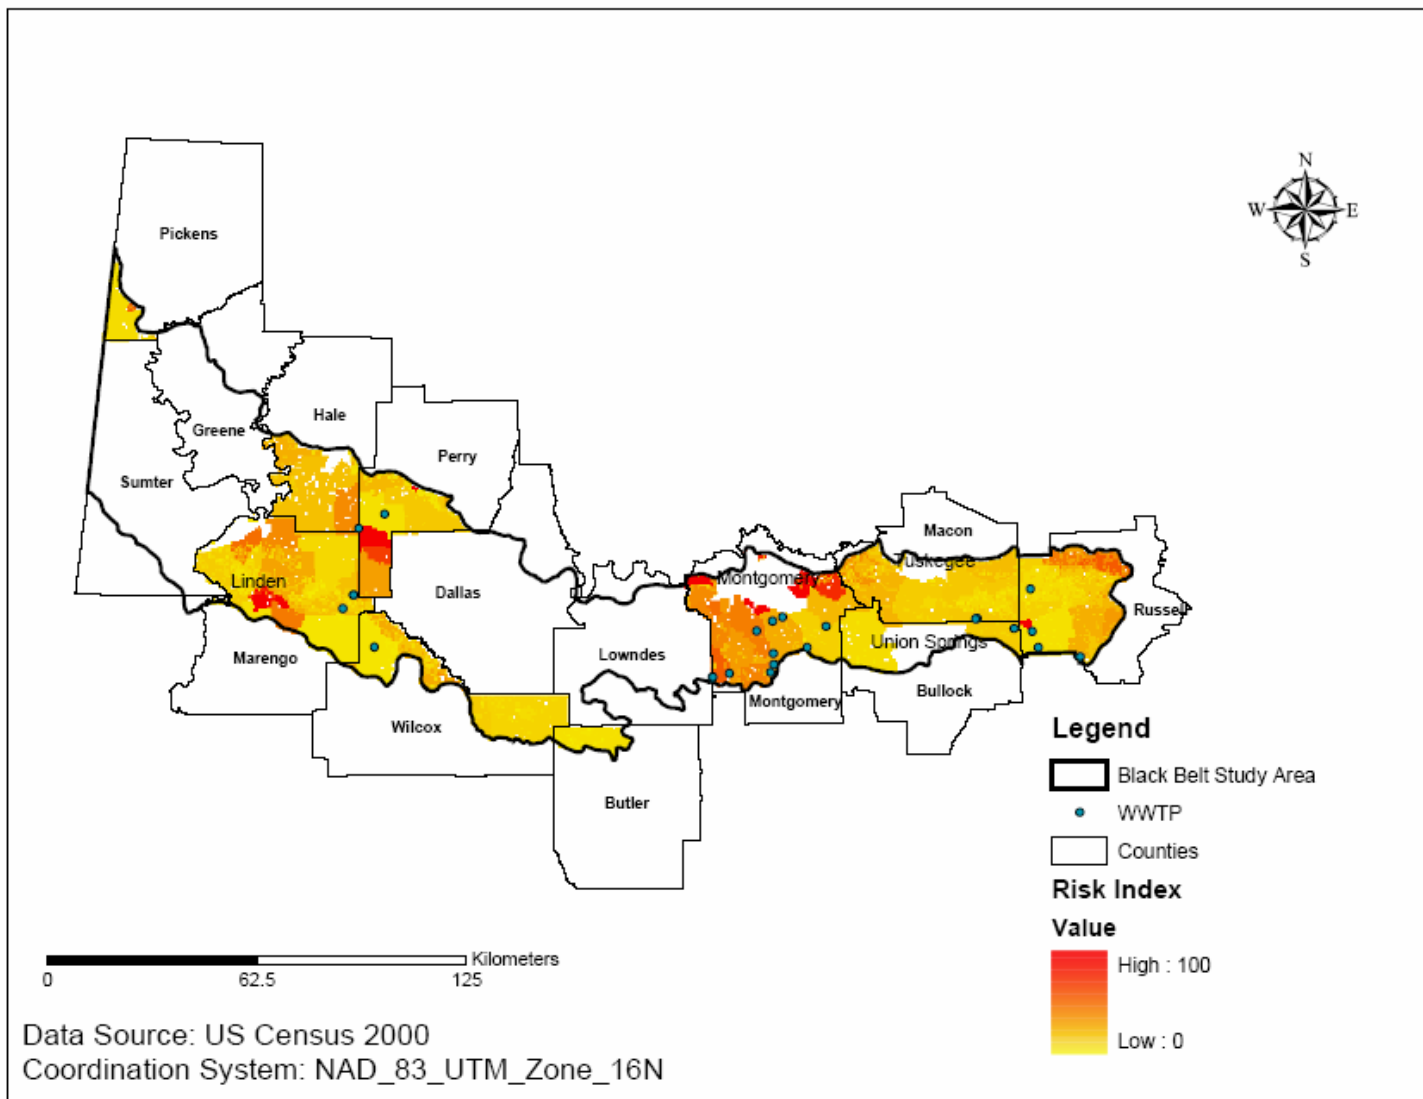 N
W E
S
Pickens
Hale
Greene
Perry
Sumter
Macon
Tuskegee
Montgomery
Linden
Dallas
Russel
Union Springs
Marengo
Lowndes
Bullock
Montgomery
Wilcox
Butler
Legend
Black Belt Study Area
WWTP
Counties
Risk Index
Value
High : 100
Low : 0
Kilometers
0 62.5 125
Data Source: US Census 2000
Coordination System: NAD_83_UTM_Zone_16N